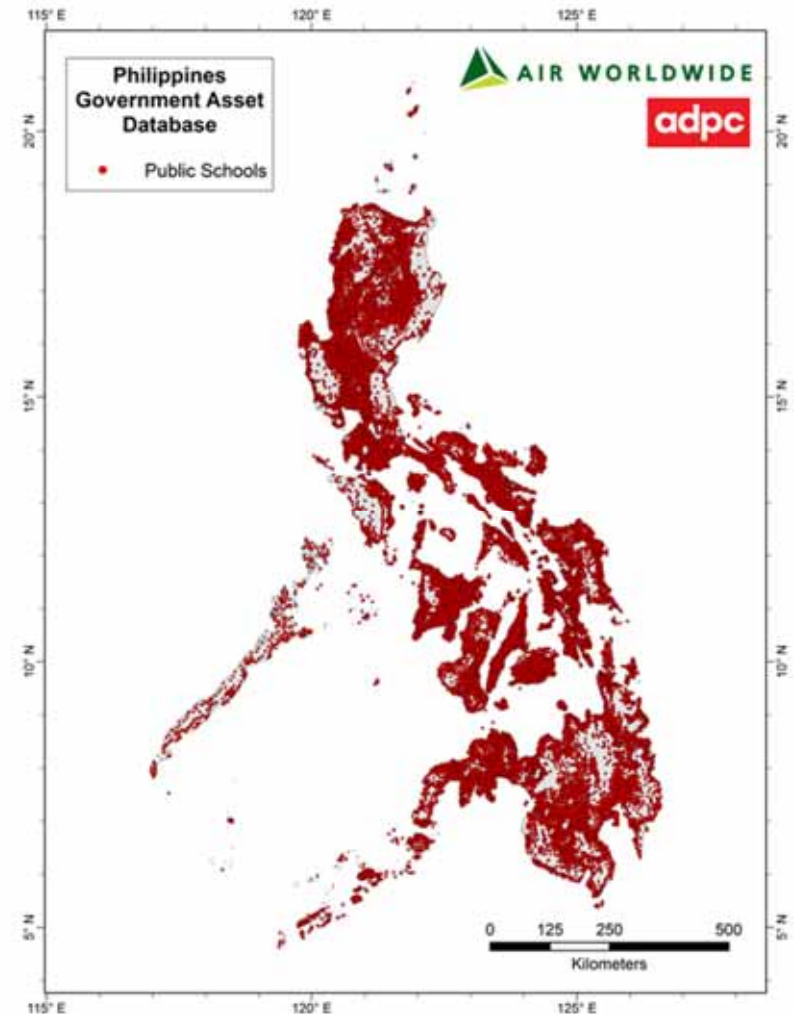 115° E
120° E
125° E
Philippines
Government Asset
Database
Public Schools
AIR WORLDWIDE
adpc
20° N
20° N
15° N
15° N
10° N
10° N
5° N
5° N
0 125 250 500
Kilometers
115° E
120° E
125° E